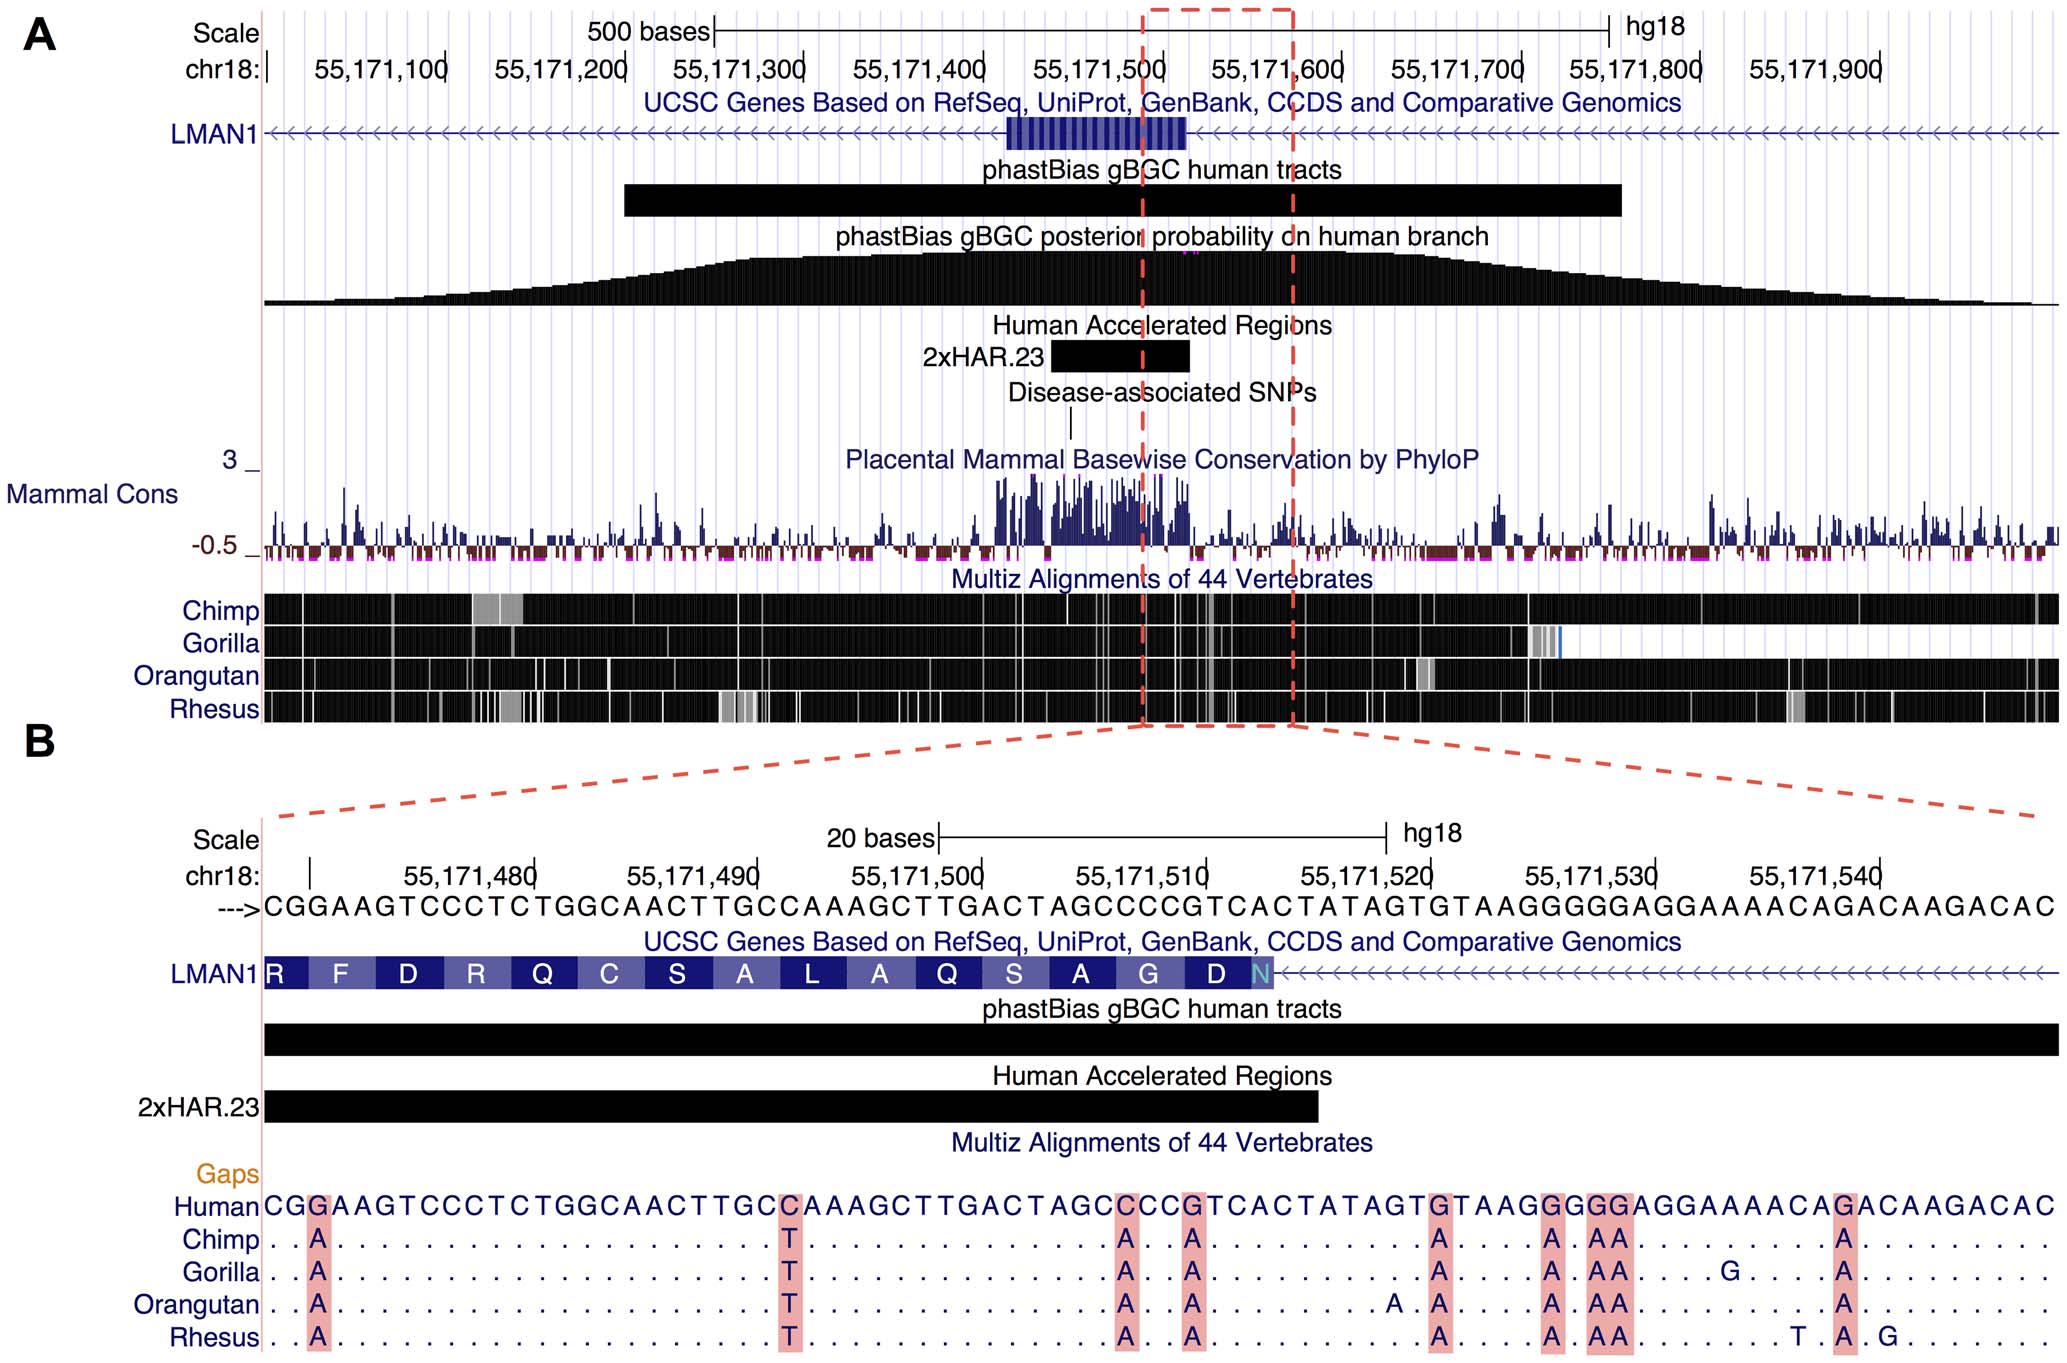 A
Scale 500 bases hg18
chr18: 55,171,100 55,171,200 55,171,300 55,171,400 55,171,500 55,171,600 55,171,700 55,171,800 55,171,900
UCSC Genes Based on RefSeq, UniProt, GenBank, CCDS and Comparative Genomics
LMAN1
phastBias gBGC human tracts
phastBias gBGC posterior probability on human branch
Human Accelerated Regions
2xHAR.23
Disease-associated SNPs
Placental Mammal Basewise Conservation by PhyloP
3 _
Mammal Cons
-0.5 _
Multiz Alignments of 44 Vertebrates
Chimp
Gorilla
Orangutan
Rhesus
B
Scale 20 bases hg18
chr18: 55,171,480 55,171,490 55,171,500 55,171,510 55,171,520 55,171,530 55,171,540
---> CGGAAGTCCCTCTGGCAACTTGCCAAAGCTTGACTAGCCCCGTCACTATAGTGTAAGGGGGAGGAAAACAGACAAGACAC
UCSC Genes Based on RefSeq, UniProt, GenBank, CCDS and Comparative Genomics
LMAN1 R F D R Q C S A L A Q S A G D N
phastBias gBGC human tracts
Human Accelerated Regions
2xHAR.23
Multiz Alignments of 44 Vertebrates
Gaps
Human CGGAAGTCCCTCTGGCAACTTGCCAAAGCTTGACTAGCCCCGTCACTATAGTGTAAGGGGGAGGAAAACAGACAAGACAC
Chimp ..A....................T..............A..A..........A....A.AA.........A.........
Gorilla ..A....................T..............A..A..........A....A.AA....G....A.........
Orangutan ..A....................T..............A..A........A.A....A.AA.........A.........
Rhesus ..A....................T..............A..A..........A....A.AA.......T.A.G.......